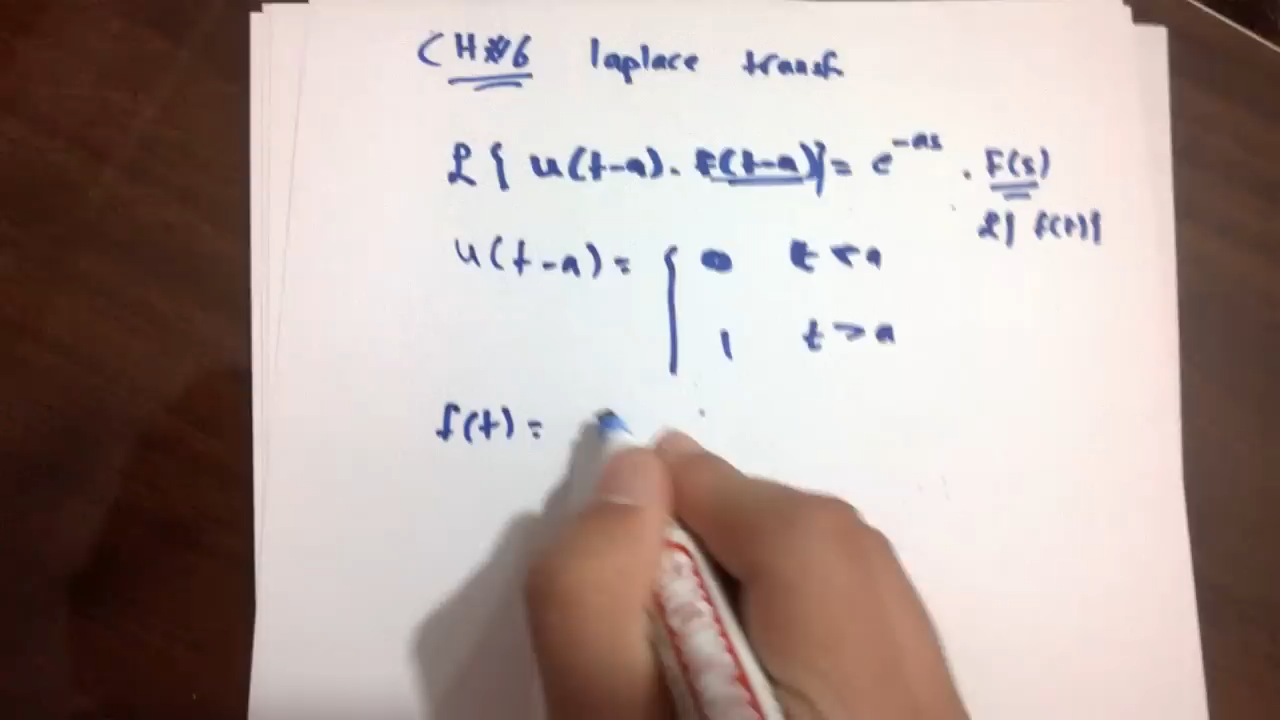 CH#6 laplace transf.
ℒ{ u(t-a). f(t-a)}= e^-as . F(s)
ℒ{ f(t)}
u(t-a)= { 0 t<a
1 t>a
f(t)=